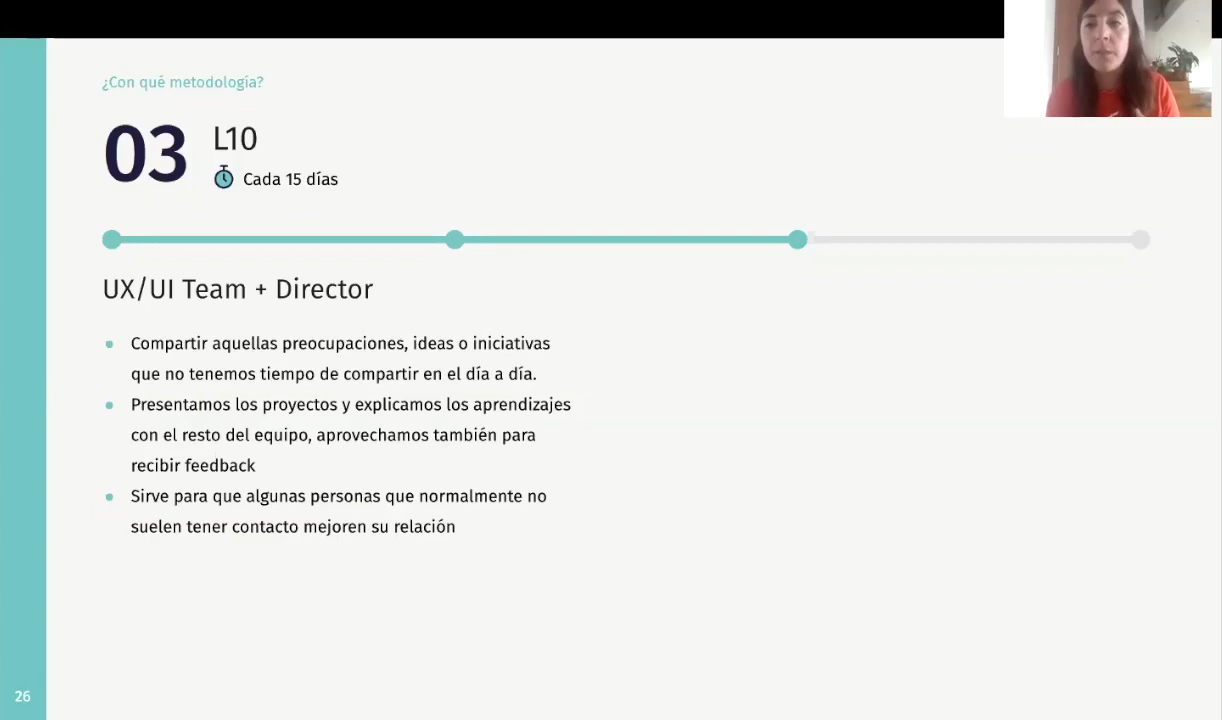 ¿Con qué metodología?
03
L10
Cada 15 días
UX/UI Team + Director
Compartir aquellas preocupaciones, ideas o iniciativas
que no tenemos tiempo de compartir en el día a día.
Presentamos los proyectos y explicamos los aprendizajes
con el resto del equipo, aprovechamos también para
recibir feedback
Sirve para que algunas personas que normalmente no
suelen tener contacto mejoren su relación
26